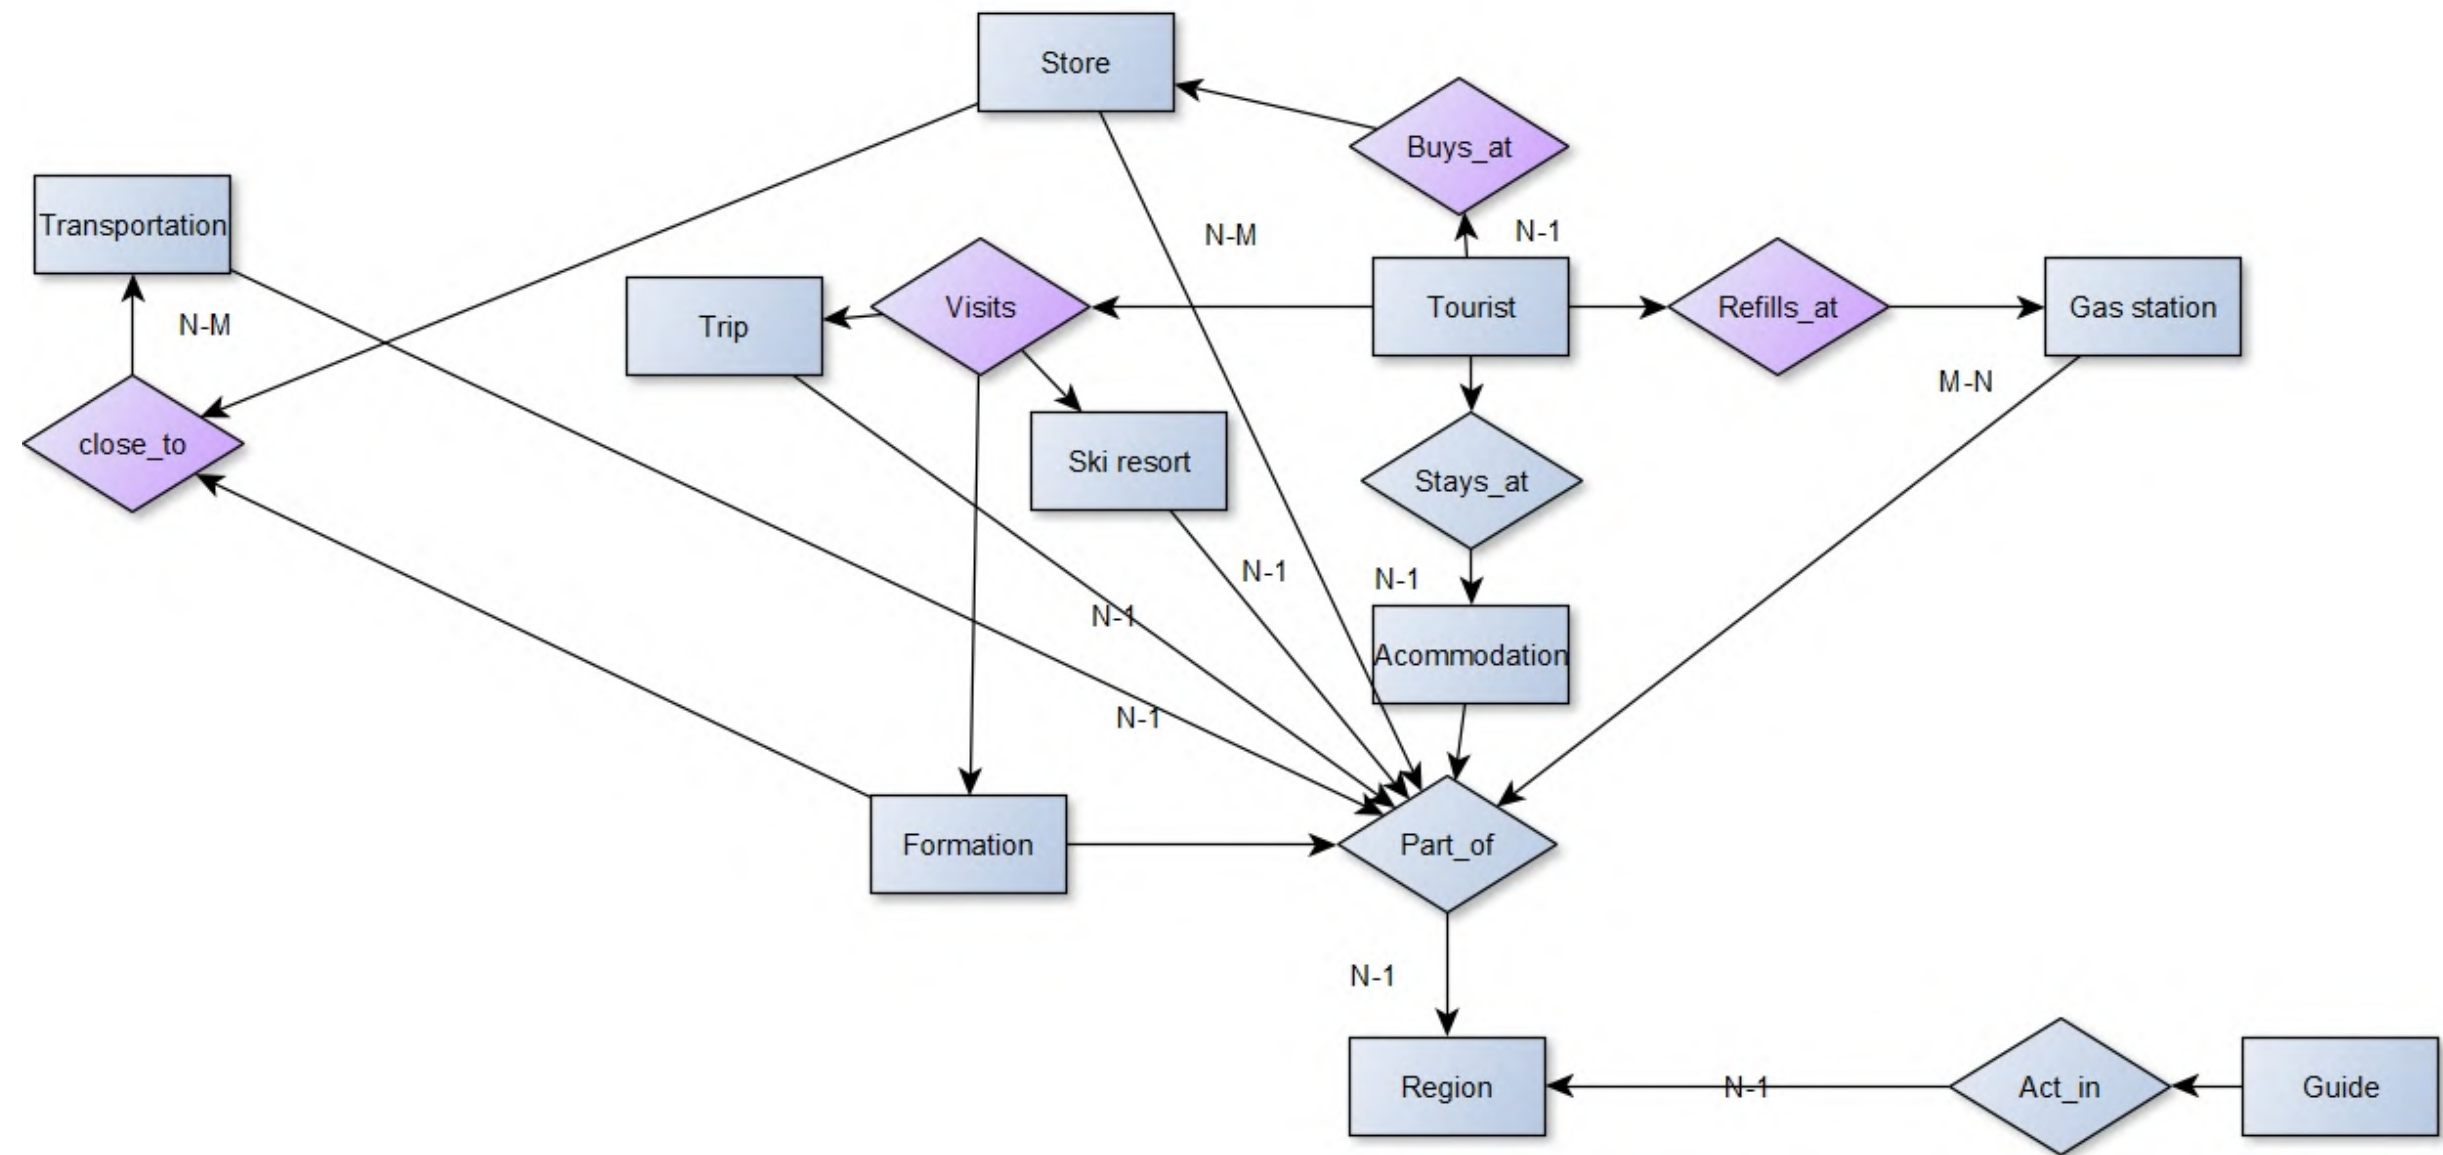 Store
Buys_at
Transportation
N-M
N-1
Trip
Visits
Tourist
Refills_at
Gas station
N-M
M-N
close_to
Ski resort
Stays_at
N-1
N-1
N-1
Acommodation
N-1
Formation
Part_of
N-1
Region
N-1
Act_in
Guide